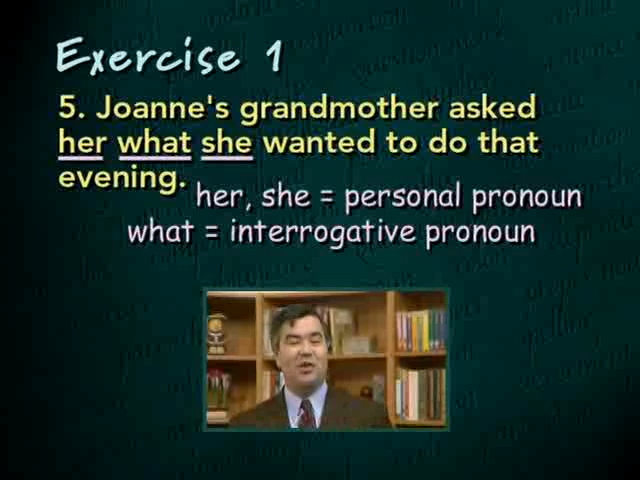 Exercise 1
5. Joanne's grandmother asked
her what she wanted to do that
evening.
her, she = personal pronoun
what = interrogative pronoun